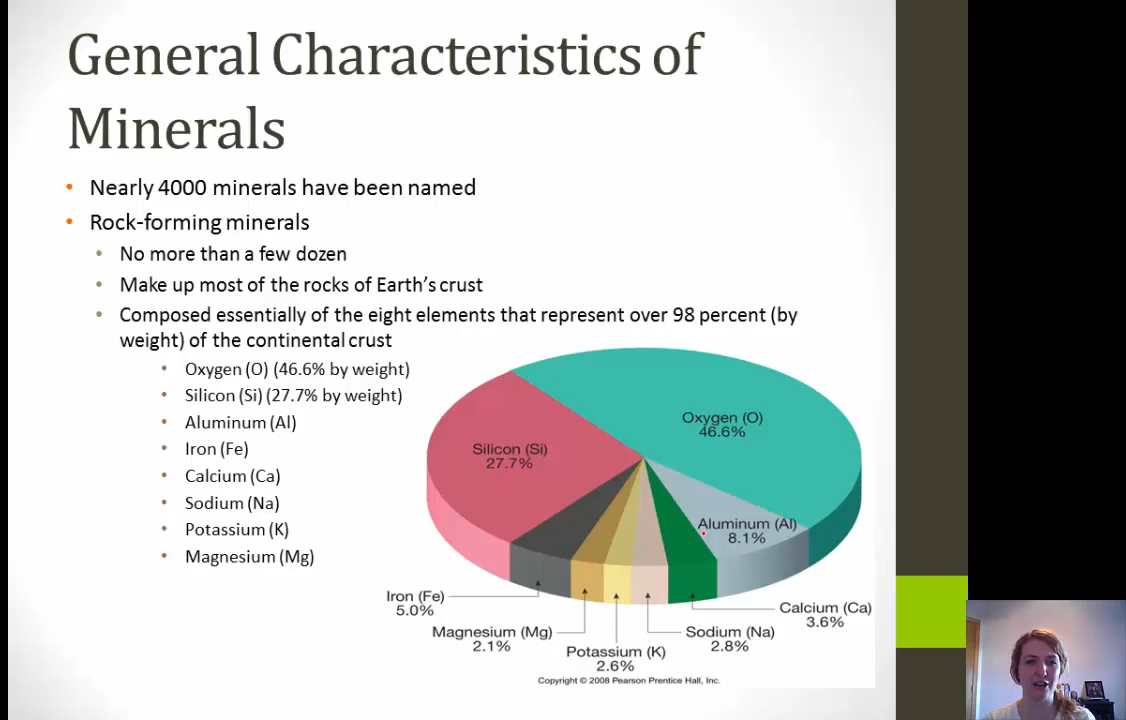 General Characteristics of
Minerals
Nearly 4000 minerals have been named
Rock-forming minerals
No more than a few dozen
Make up most of the rocks of Earth's crust
Composed essentially of the eight elements that represent over 98 percent (by
weight) of the continental crust
Oxygen (O) (46.6% by weight)
Silicon (Si) (27.7% by weight)
Aluminum (Al)
Iron (Fe)
Calcium (Ca)
Sodium (Na)
Potassium (K)
Magnesium (Mg)
Oxygen (O)
46.6%
Silicon (Si)
27.7%
Aluminum (Al)
8.1%
Iron (Fe)
5.0%
Magnesium (Mg)
2.1%
Potassium (K)
2.6%
Sodium (Na)
2.8%
Calcium (Ca)
3.6%
Copyright © 2008 Pearson Prentice Hall, Inc.